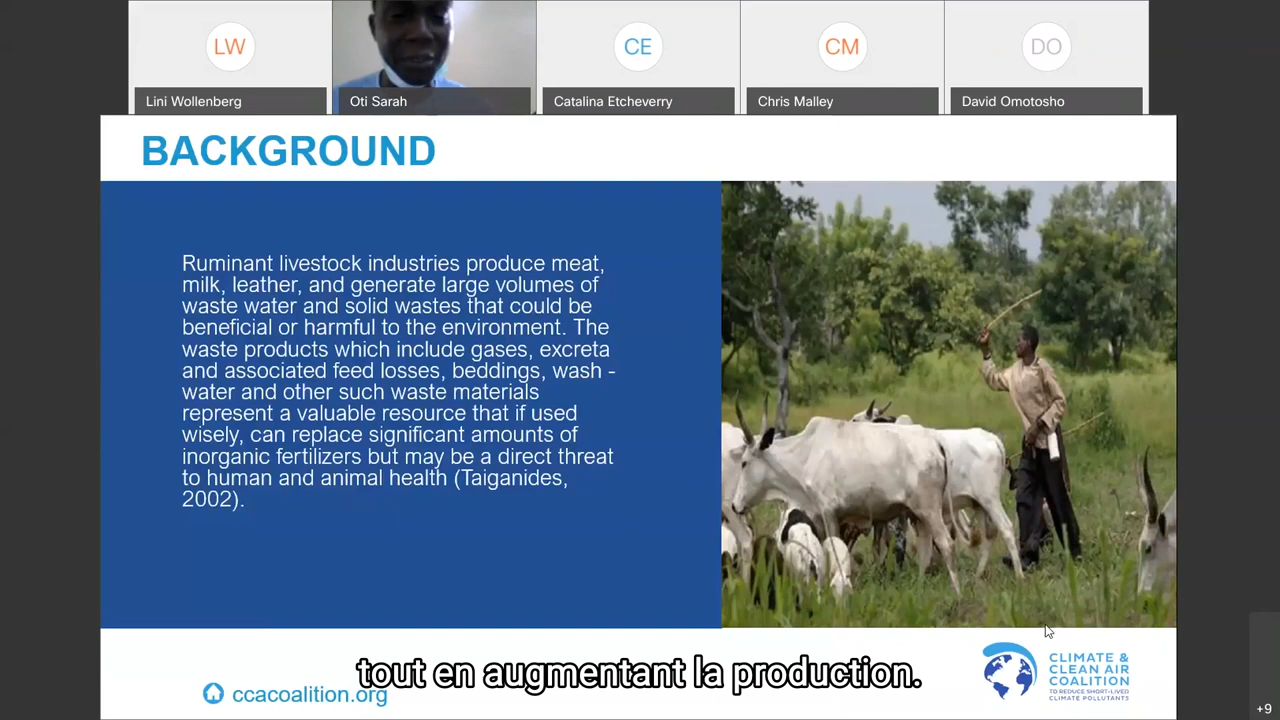 LW
CE
CM
DO
Lini Wollenberg
Oti Sarah
Catalina Etcheverry
Chris Malley
David Omotosho
BACKGROUND
Ruminant livestock industries produce meat,
milk, leather, and generate large volumes of
waste water and solid wastes that could be
beneficial or harmful to the environment. The
waste products which include gases, excreta
and associated feed losses, beddings, wash -
water and other such waste materials
represent a valuable resource that if used
wisely, can replace significant amounts of
inorganic fertilizers but may be a direct threat
to human and animal health (Taiganides,
2002).
tout en augmentant la production.
ccacoalition.org
CLIMATE &
CLEAN AIR
COALITION
TO REDUCE SHORT-LIVED
CLIMATE POLLUTANTS
+9